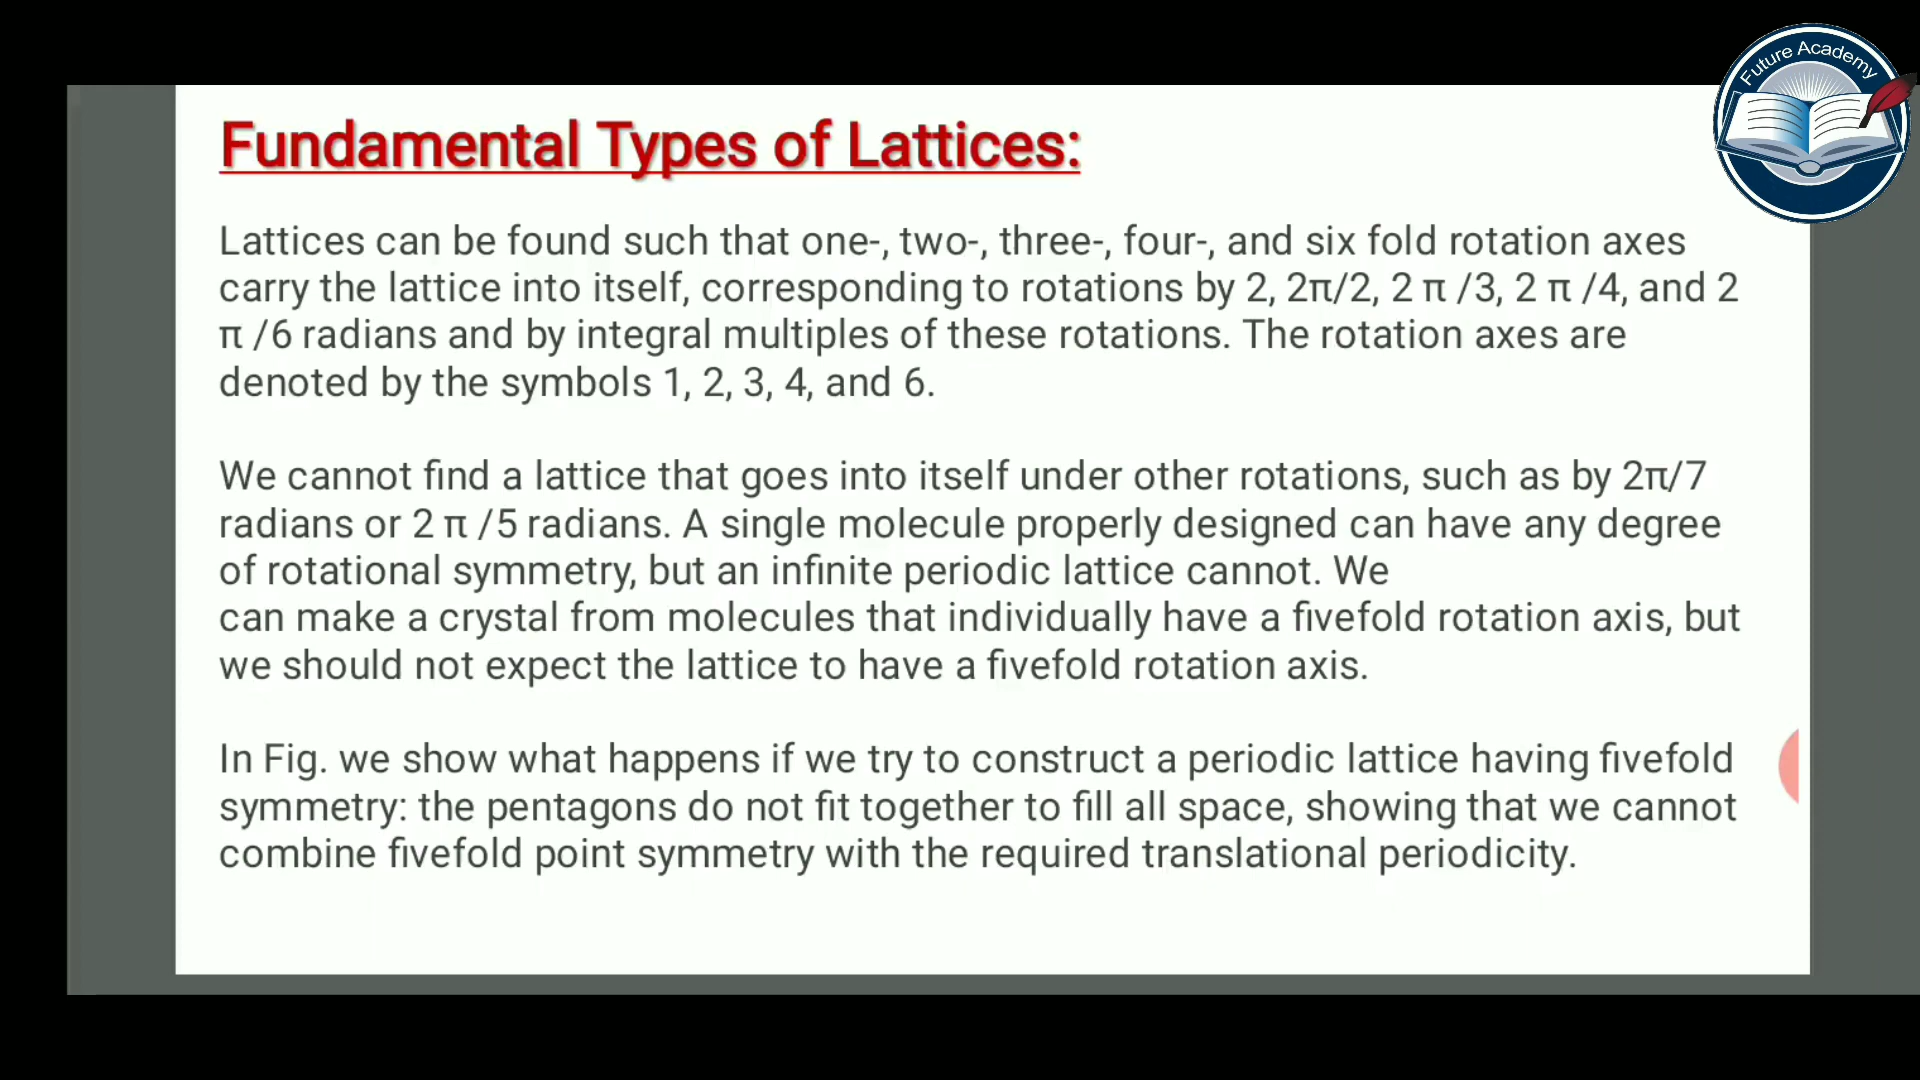 Future Academy
Fundamental Types of Lattices:
Lattices can be found such that one-, two-, three-, four-, and six fold rotation axes
carry the lattice into itself, corresponding to rotations by 2, 2π/2, 2 π /3, 2 π /4, and 2
π /6 radians and by integral multiples of these rotations. The rotation axes are
denoted by the symbols 1, 2, 3, 4, and 6.
We cannot find a lattice that goes into itself under other rotations, such as by 2π/7
radians or 2 π /5 radians. A single molecule properly designed can have any degree
of rotational symmetry, but an infinite periodic lattice cannot. We
can make a crystal from molecules that individually have a fivefold rotation axis, but
we should not expect the lattice to have a fivefold rotation axis.
In Fig. we show what happens if we try to construct a periodic lattice having fivefold
symmetry: the pentagons do not fit together to fill all space, showing that we cannot
combine fivefold point symmetry with the required translational periodicity.